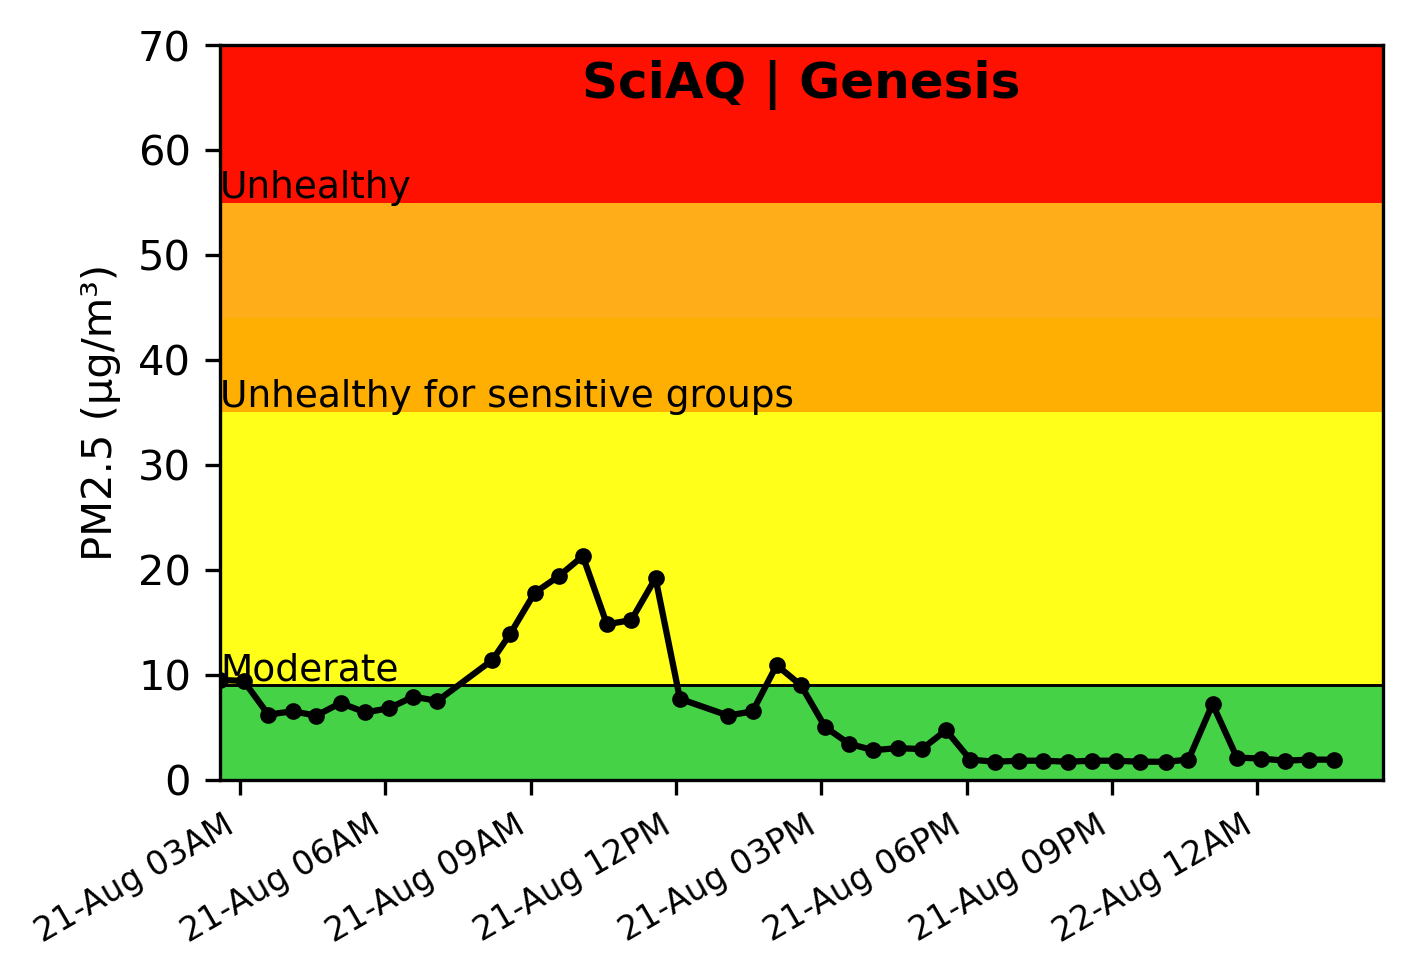 SciAQ | Genesis
70
60
50
40
30
20
10
0
PM2.5 (µg/m³)
Unhealthy
Unhealthy for sensitive groups
Moderate
21-Aug 03AM
21-Aug 06AM
21-Aug 09AM
21-Aug 12PM
21-Aug 03PM
21-Aug 06PM
21-Aug 09PM
22-Aug 12AM